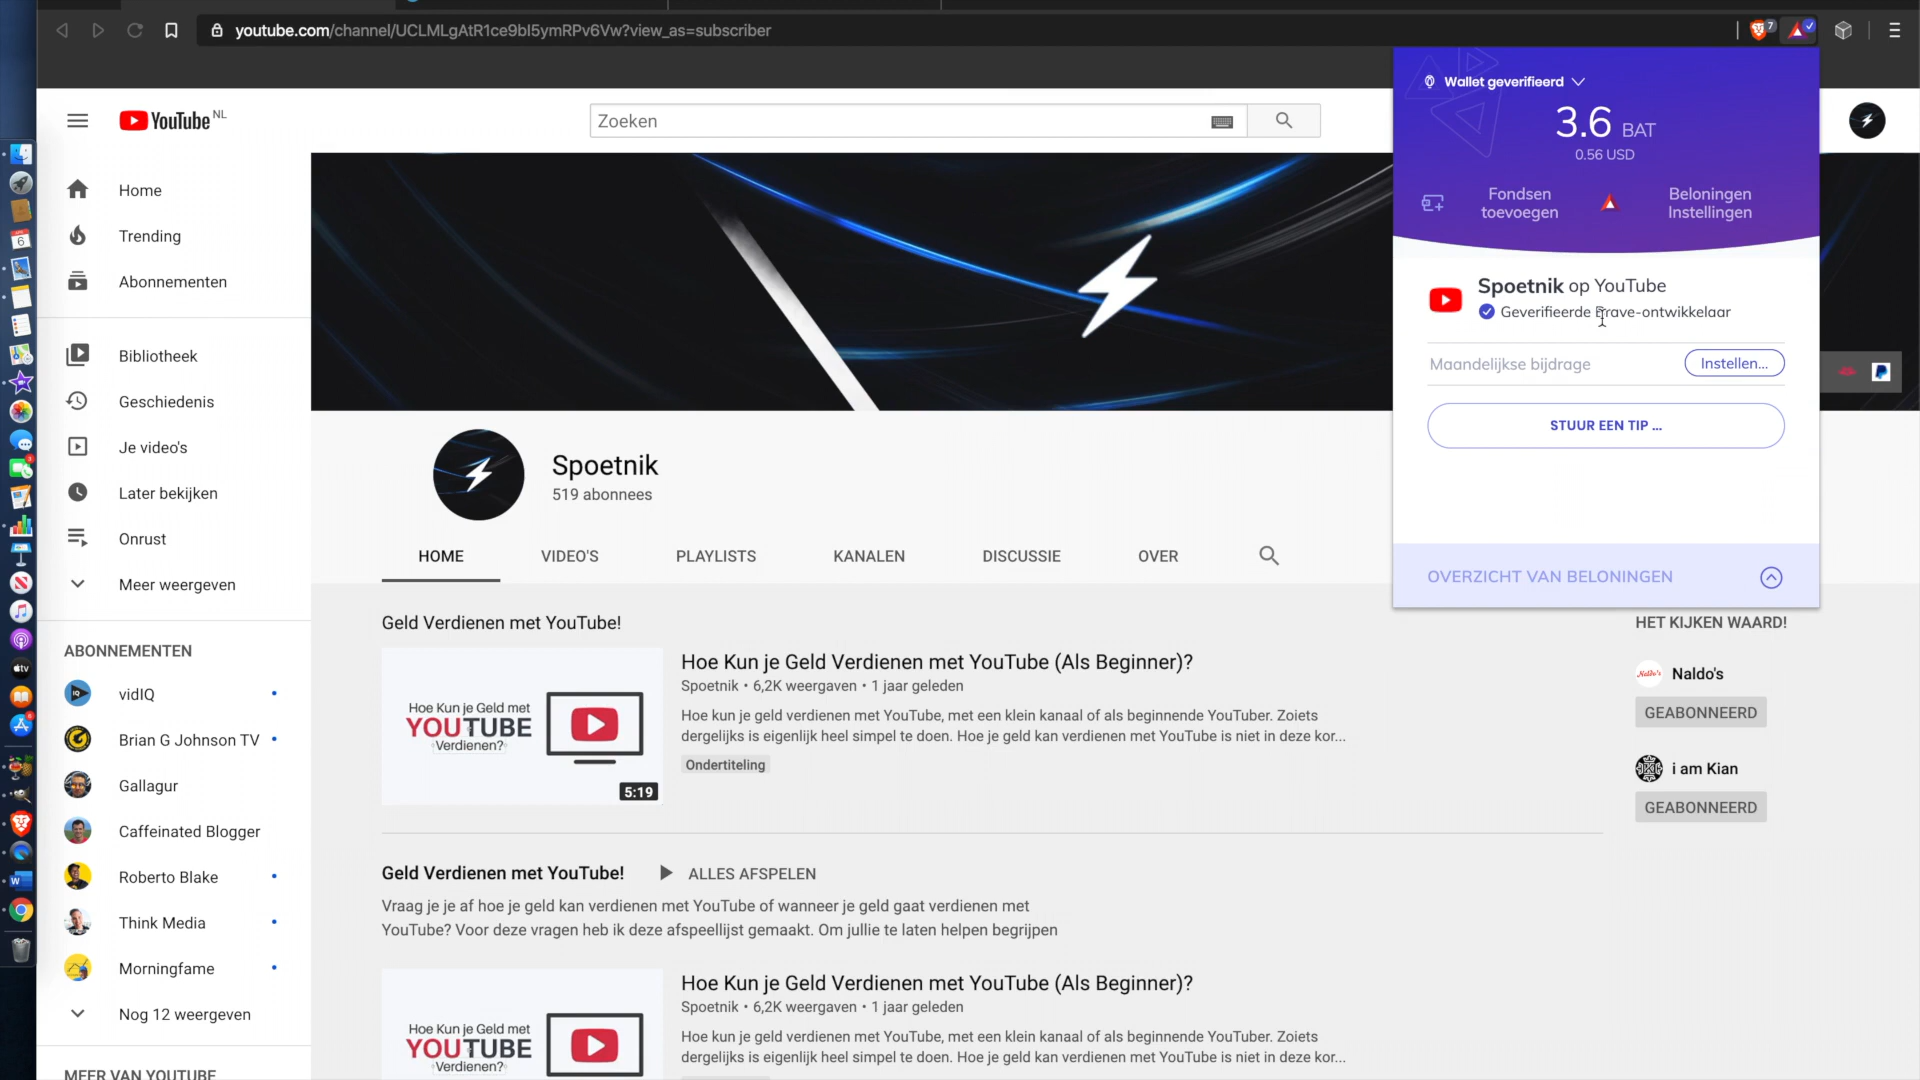 youtube.com/channel/UCLMLgAtR1ce9bI5ymRPv6Vw?view_as=subscriber
7
YouTube NL
Zoeken
Wallet geverifieerd
3.6 BAT
0.56 USD
Fondsen toevoegen
Beloningen Instellingen
Spoetnik op YouTube
Geverifieerde Brave-ontwikkelaar
Maandelijkse bijdrage
Instellen...
STUUR EEN TIP ...
OVERZICHT VAN BELONINGEN
Home
Trending
Abonnementen
Bibliotheek
Geschiedenis
Je video's
Later bekijken
Onrust
Meer weergeven
ABONNEMENTEN
vidIQ
Brian G Johnson TV
Gallagur
Caffeinated Blogger
Roberto Blake
Think Media
Morningfame
Nog 12 weergeven
MEER VAN YOUTUBE
Spoetnik
519 abonnees
HOME
VIDEO'S
PLAYLISTS
KANALEN
DISCUSSIE
OVER
Geld Verdienen met YouTube!
Hoe Kun je Geld met
YOUTUBE
Verdienen?
5:19
Hoe Kun je Geld Verdienen met YouTube (Als Beginner)?
Spoetnik • 6,2K weergaven • 1 jaar geleden
Hoe kun je geld verdienen met YouTube, met een klein kanaal of als beginnende YouTuber. Zoiets
dergelijks is eigenlijk heel simpel te doen. Hoe je geld kan verdienen met YouTube is niet in deze kor...
Ondertiteling
Geld Verdienen met YouTube!
ALLES AFSPELEN
Vraag je je af hoe je geld kan verdienen met YouTube of wanneer je geld gaat verdienen met
YouTube? Voor deze vragen heb ik deze afspeellijst gemaakt. Om jullie te laten helpen begrijpen
Hoe Kun je Geld met
YOUTUBE
Verdienen?
Hoe Kun je Geld Verdienen met YouTube (Als Beginner)?
Spoetnik • 6,2K weergaven • 1 jaar geleden
Hoe kun je geld verdienen met YouTube, met een klein kanaal of als beginnende YouTuber. Zoiets
dergelijks is eigenlijk heel simpel te doen. Hoe je geld kan verdienen met YouTube is niet in deze kor...
HET KIJKEN WAARD!
Naldo's
GEABONNEERD
i am Kian
GEABONNEERD